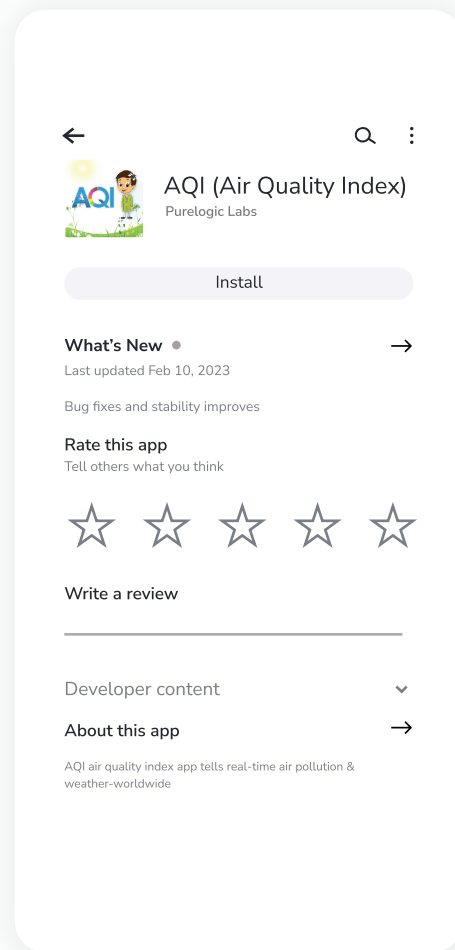 AQI (Air Quality Index)
AQI
Purelogic Labs
Install
What's New
Last updated Feb 10, 2023
Bug fixes and stability improves
Rate this app
Tell others what you think
Write a review
Developer content
About this app
AQI air quality index app tells real-time air pollution &
weather-worldwide